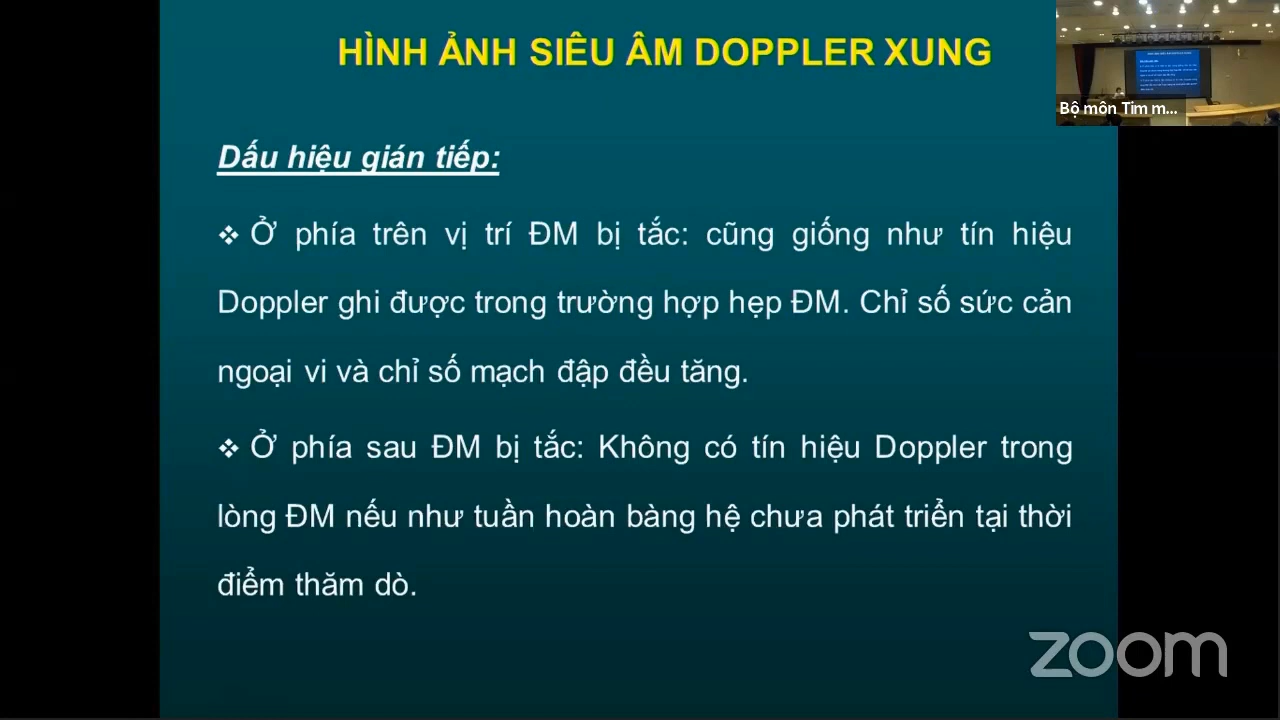 HÌNH ẢNH SIÊU ÂM DOPPLER XUNG
Bộ môn Tim m...
Dấu hiệu gián tiếp:
❖ Ở phía trên vị trí ĐM bị tắc: cũng giống như tín hiệu
Doppler ghi được trong trường hợp hẹp ĐM. Chỉ số sức cản
ngoại vi và chỉ số mạch đập đều tăng.
❖ Ở phía sau ĐM bị tắc: Không có tín hiệu Doppler trong
lòng ĐM nếu như tuần hoàn bàng hệ chưa phát triển tại thời
điểm thăm dò.
zoom